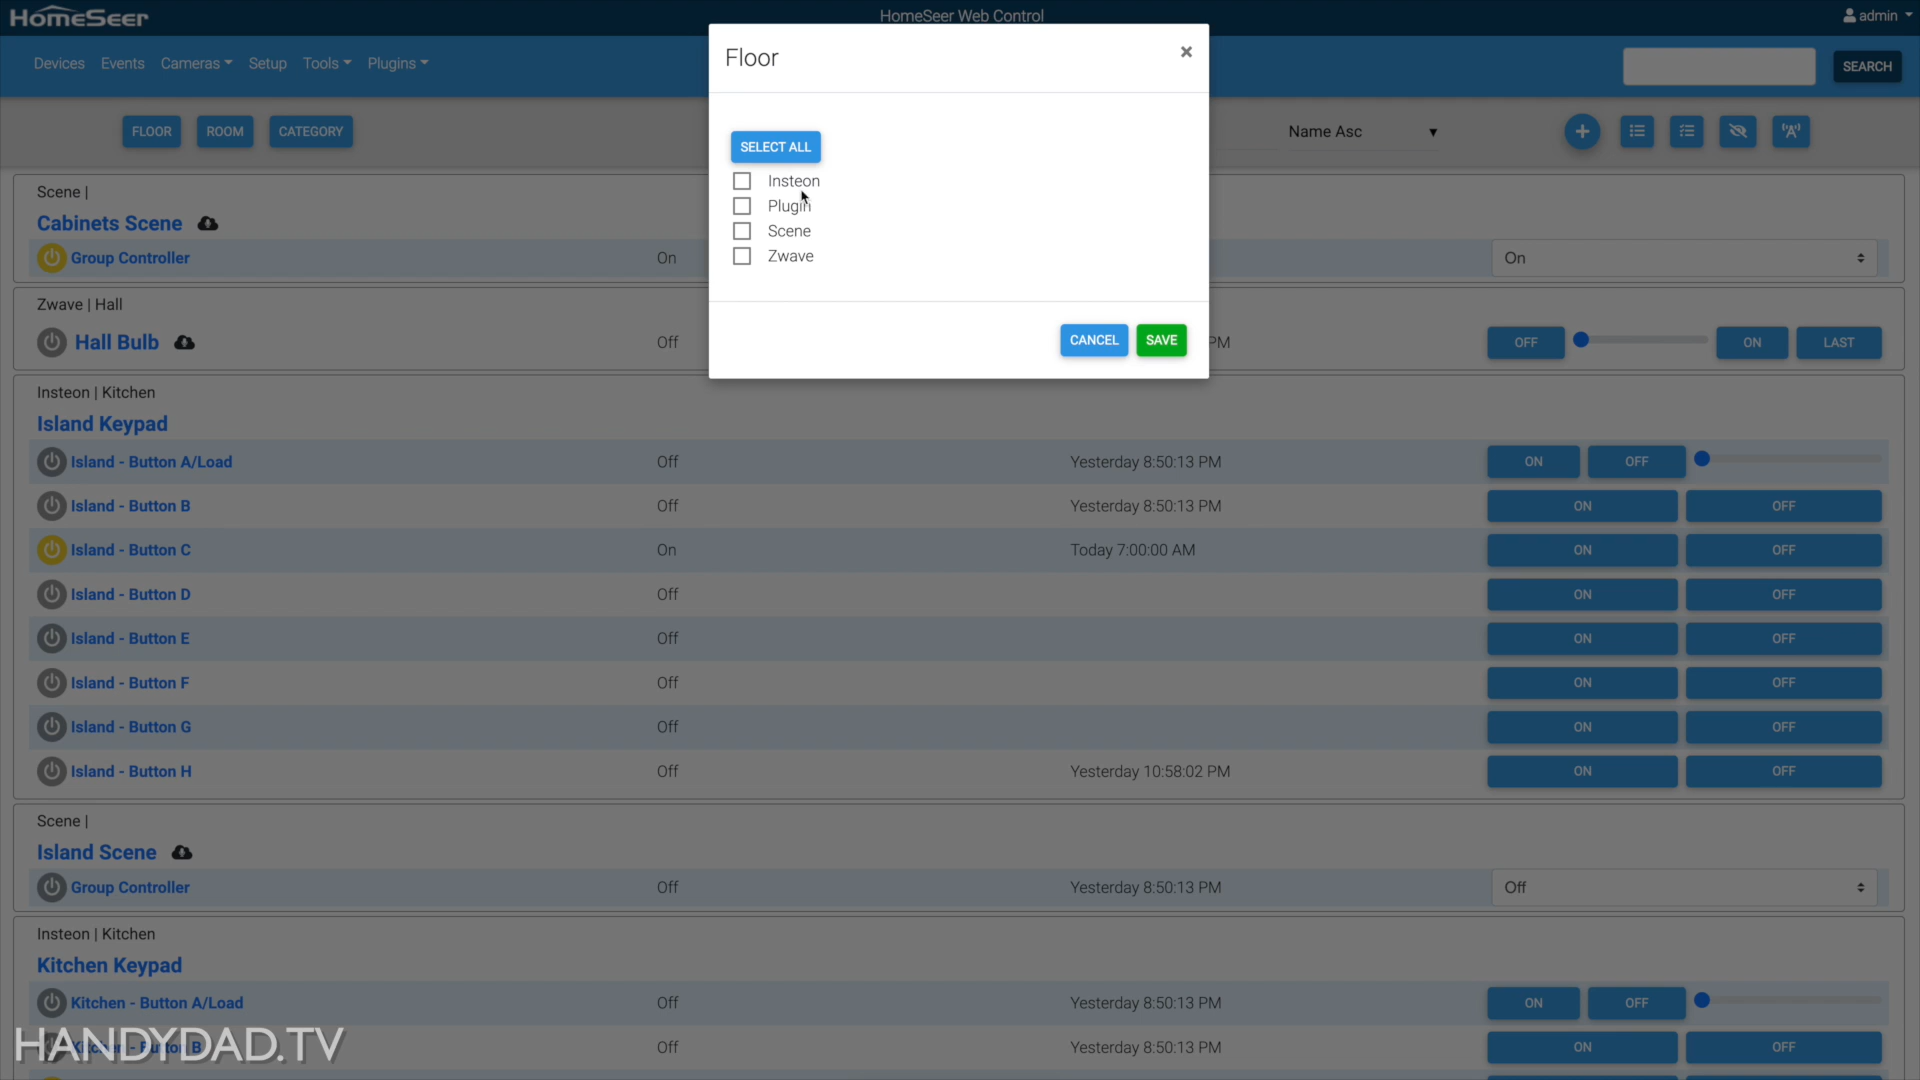 HomeSeer
HomeSeer Web Control
admin
Devices
Events
Cameras
Setup
Tools
Plugins
SEARCH
FLOOR
ROOM
CATEGORY
Name Asc
Floor
×
SELECT ALL
Insteon
Plugin
Scene
Zwave
CANCEL
SAVE
Scene |
Cabinets Scene
Group Controller
On
On
Zwave | Hall
Hall Bulb
Off
PM
OFF
ON
LAST
Insteon | Kitchen
Island Keypad
Island - Button A/Load
Off
Yesterday 8:50:13 PM
ON
OFF
Island - Button B
Off
Yesterday 8:50:13 PM
ON
OFF
Island - Button C
On
Today 7:00:00 AM
ON
OFF
Island - Button D
Off
ON
OFF
Island - Button E
Off
ON
OFF
Island - Button F
Off
ON
OFF
Island - Button G
Off
ON
OFF
Island - Button H
Off
Yesterday 10:58:02 PM
ON
OFF
Scene |
Island Scene
Group Controller
Off
Yesterday 8:50:13 PM
Off
Insteon | Kitchen
Kitchen Keypad
Kitchen - Button A/Load
Off
Yesterday 8:50:13 PM
ON
OFF
Kitchen - Button B
Off
Yesterday 8:50:13 PM
ON
OFF
HANDYDAD.TV